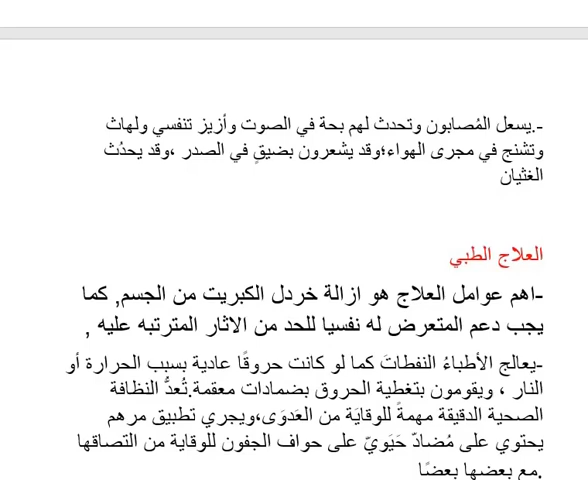 -.يسعل المُصابون وتحدث لهم بحة في الصوت وأزيز تنفسي ولهاث
وتشنج في مجرى الهواء؛وقد يشعرون بضيقٍ في الصدر ،وقد يحدُث
الغثيان
العلاج الطبي
-اهم عوامل العلاج هو ازالة خردل الكبريت من الجسم, كما
يجب دعم المتعرض له نفسيا للحد من الاثار المترتبه عليه ,
-يعالج الأطباءُ النفطاتَ كما لو كانت حروقًا عادية بسبب الحرارة أو
النار ، ويقومون بتغطية الحروق بضمادات معقمة.تُعدُّ النظافة
الصحية الدقيقة مهمةً للوقايَة من العَدوَى،ويجري تطبيق مرهم
يحتوي على مُضادّ حَيَويّ على حواف الجفون للوقاية من التصاقها
.مع بعضها بعضًا